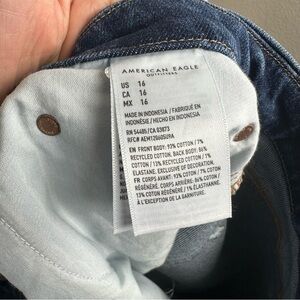 AMERICAN EAGLE
OUTFITTERS
US 16
CA 16
MX 16
MADE IN INDONESIA / FABRIQUÉ EN
INDONÉSIE / HECHO EN INDONESIA
RN 54485/CA 03873
EN FRONT BODY: 93% COTTON / 7%
RECYCLED COTTON, BACK BODY: 86%
COTTON / 13% RECYCLED COTTON / 1%
ELASTANE, EXCLUSIVE OF DECORATION.
FR CORPS AVANT: 93% COTON / 7% COTON
RÉGÉNÉRÉ, CORPS ARRIÈRE: 86% COTON / 13%
COTON RÉGÉNÉRÉ / 1% ÉLASTHANNE.
À L'EXCEPTION DE LA GARNITURE.